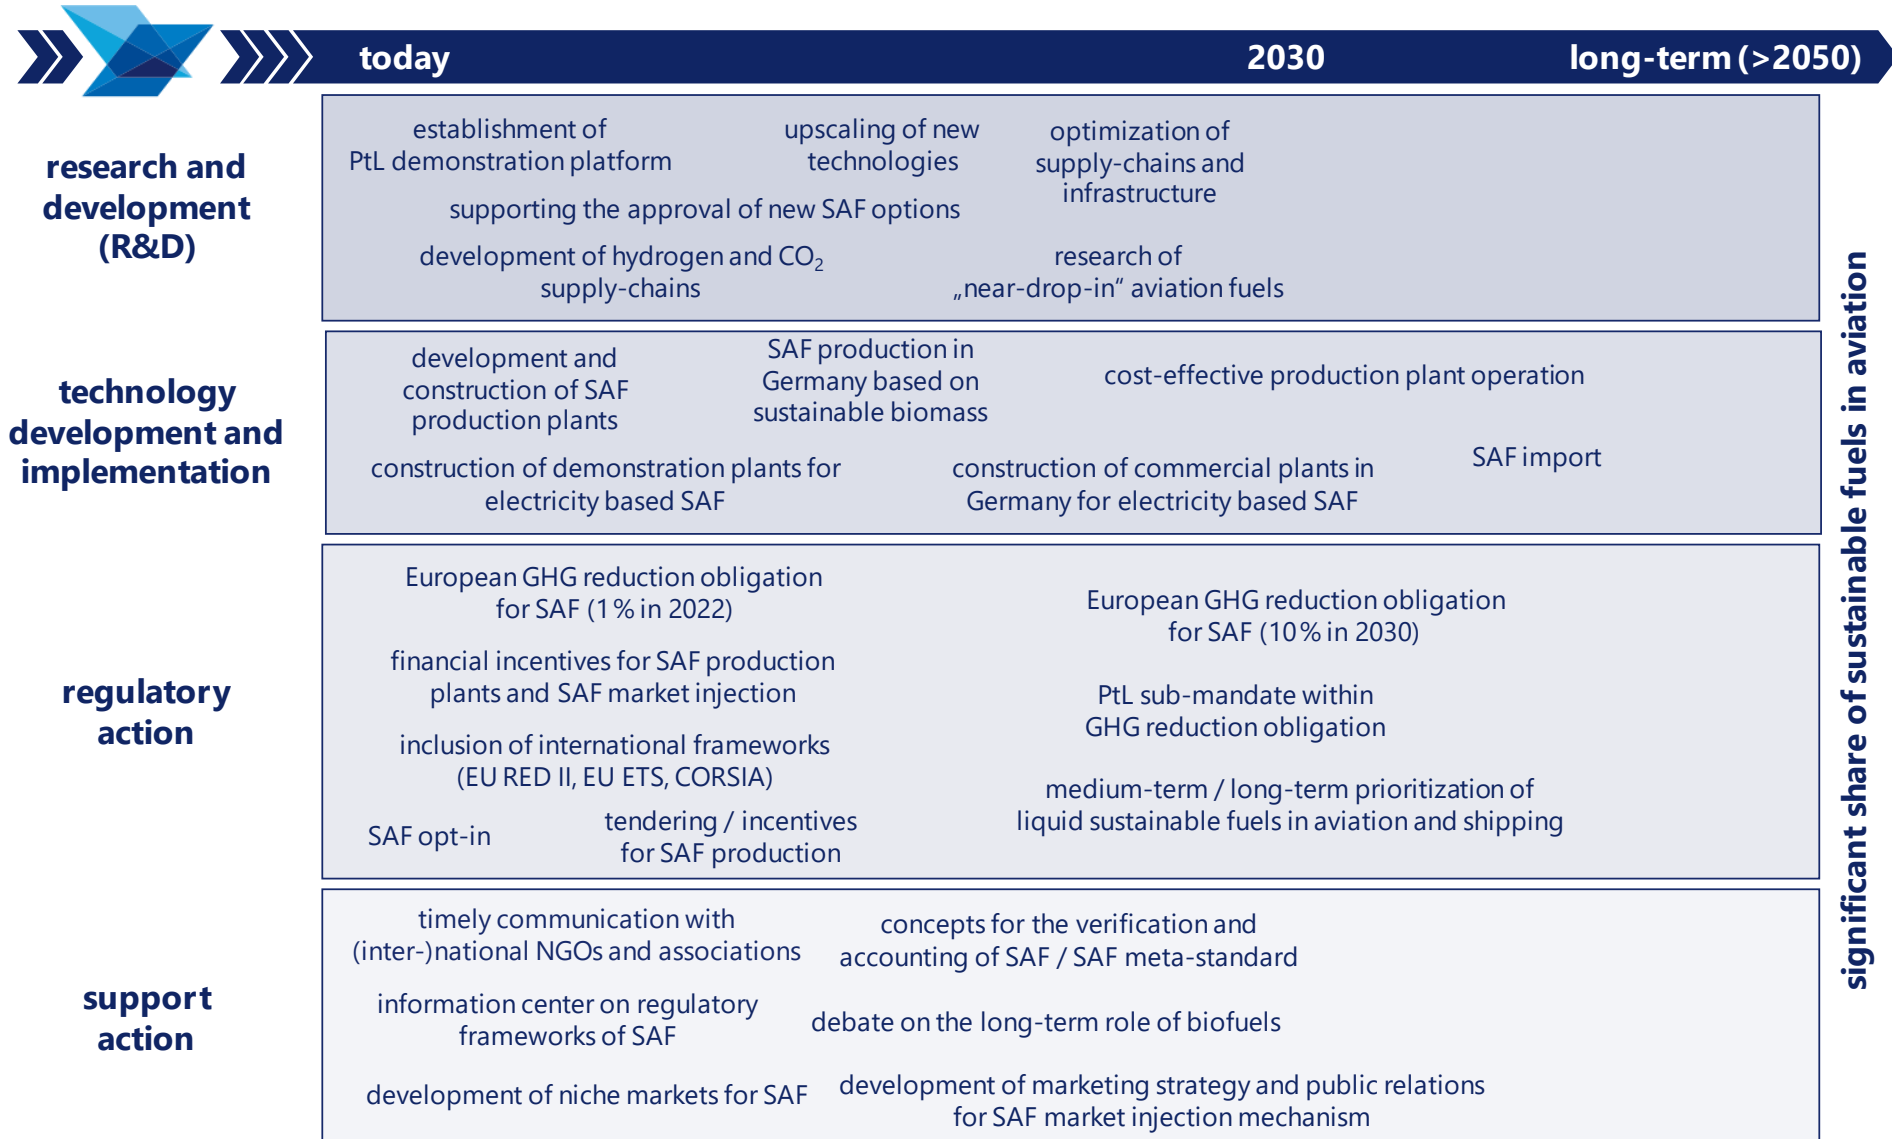 today
2030
long-term (>2050)
research and
development
(R&D)
establishment of
PtL demonstration platform
upscaling of new
technologies
optimization of
supply-chains and
infrastructure
supporting the approval of new SAF options
development of hydrogen and CO₂
supply-chains
research of
„near-drop-in“ aviation fuels
technology
development and
implementation
development and
construction of SAF
production plants
SAF production in
Germany based on
sustainable biomass
cost-effective production plant operation
construction of demonstration plants for
electricity based SAF
construction of commercial plants in
Germany for electricity based SAF
SAF import
regulatory
action
European GHG reduction obligation
for SAF (1 % in 2022)
European GHG reduction obligation
for SAF (10 % in 2030)
financial incentives for SAF production
plants and SAF market injection
PtL sub-mandate within
GHG reduction obligation
inclusion of international frameworks
(EU RED II, EU ETS, CORSIA)
medium-term / long-term prioritization of
liquid sustainable fuels in aviation and shipping
SAF opt-in
tendering / incentives
for SAF production
support
action
timely communication with
(inter-)national NGOs and associations
concepts for the verification and
accounting of SAF / SAF meta-standard
information center on regulatory
frameworks of SAF
debate on the long-term role of biofuels
development of niche markets for SAF
development of marketing strategy and public relations
for SAF market injection mechanism
significant share of sustainable fuels in aviation